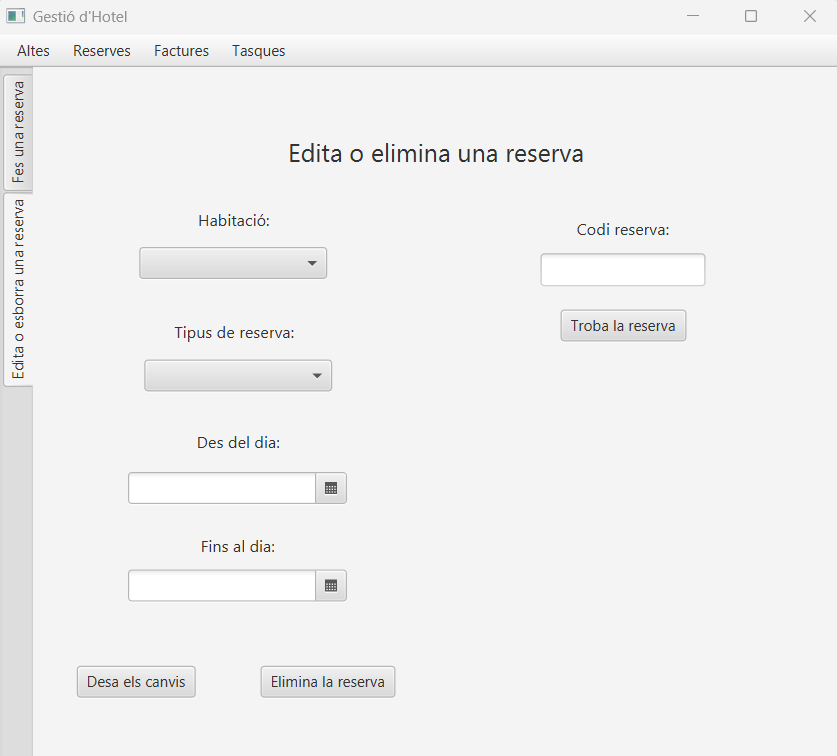 Gestió d'Hotel
Altes Reserves Factures Tasques
Fes una reserva
Edita o esborra una reserva
Edita o elimina una reserva
Habitació:
Codi reserva:
Troba la reserva
Tipus de reserva:
Des del dia:
Fins al dia:
Desa els canvis Elimina la reserva